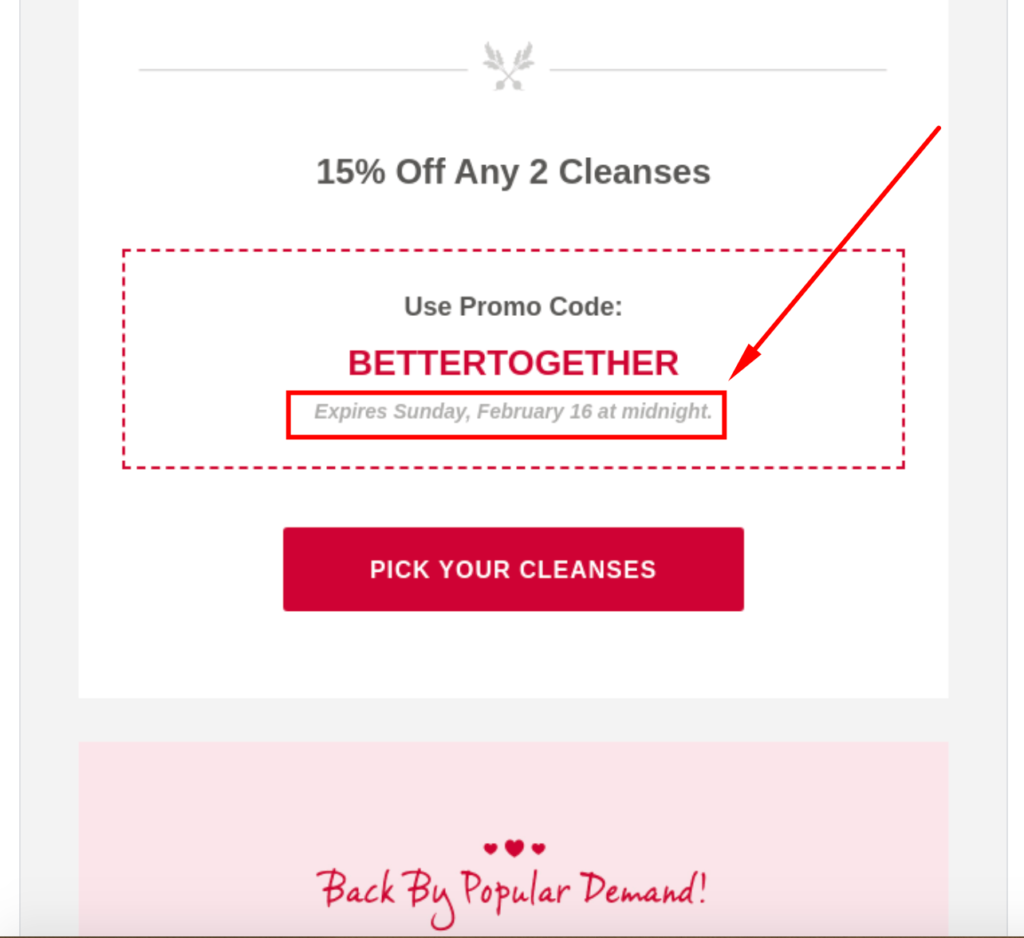 15% Off Any 2 Cleanses
Use Promo Code:
BETTERTOGETHER
Expires Sunday, February 16 at midnight.
PICK YOUR CLEANSES
Back By Popular Demand!